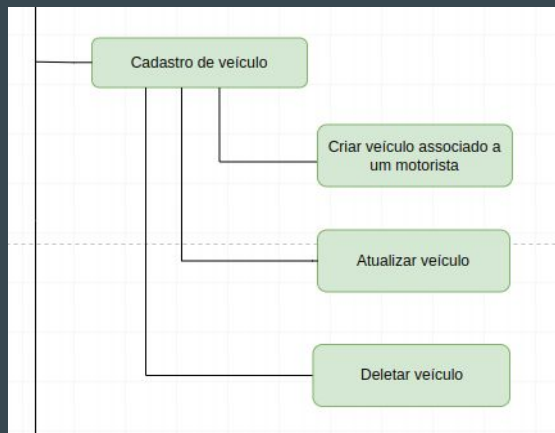 Cadastro de veículo
Criar veículo associado a
um motorista
Atualizar veículo
Deletar veículo